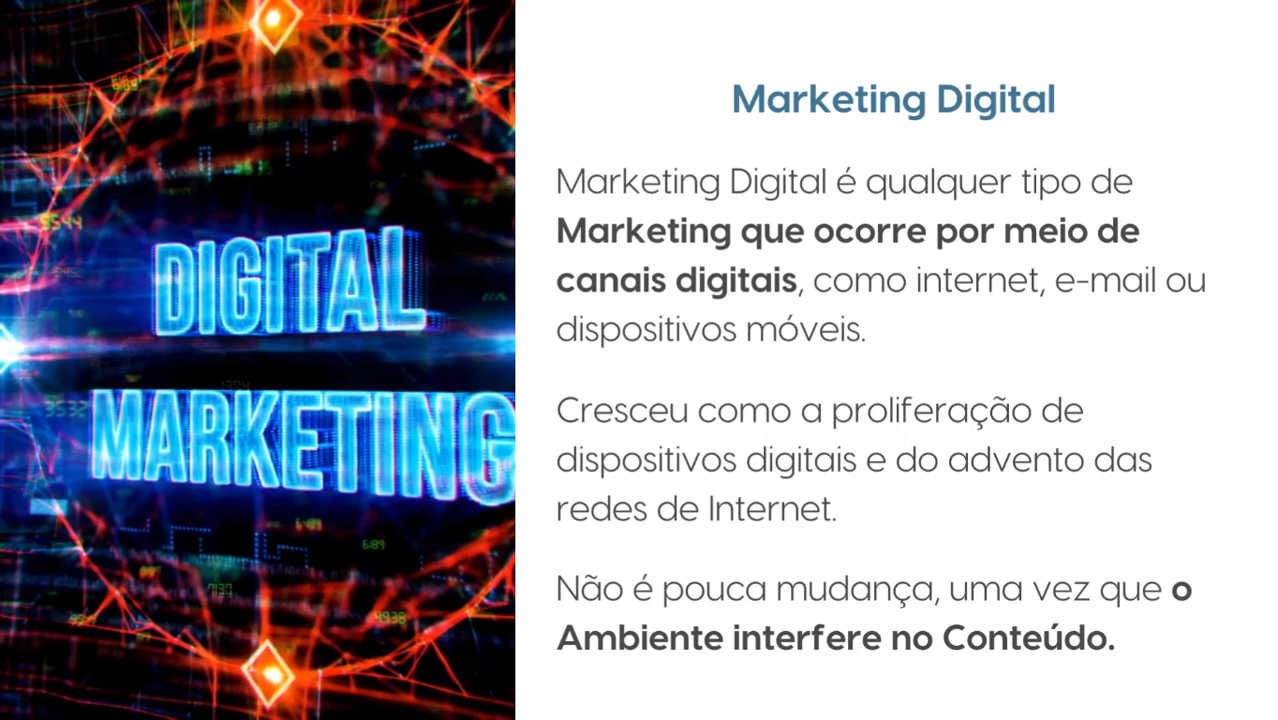 DIGITAL
MARKETING
Marketing Digital
Marketing Digital é qualquer tipo de
Marketing que ocorre por meio de
canais digitais, como internet, e-mail ou
dispositivos móveis.
Cresceu como a proliferação de
dispositivos digitais e do advento das
redes de Internet.
Não é pouca mudança, uma vez que o
Ambiente interfere no Conteúdo.